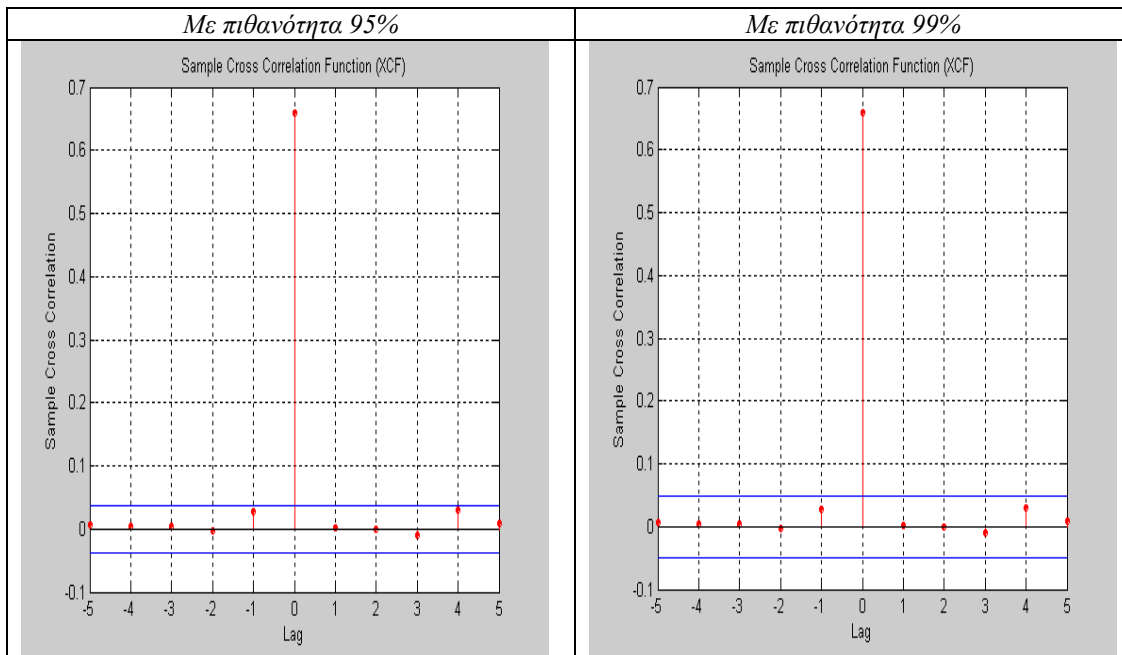 Με πιθανότητα 95%
Με πιθανότητα 99%
Sample Cross Correlation Function (XCF)
0.7
0.6
0.5
0.4
0.3
0.2
0.1
0
-0.1
Sample Cross Correlation
-5 -4 -3 -2 -1 0 1 2 3 4 5
Lag
Sample Cross Correlation Function (XCF)
0.7
0.6
0.5
0.4
0.3
0.2
0.1
0
-0.1
Sample Cross Correlation
-5 -4 -3 -2 -1 0 1 2 3 4 5
Lag